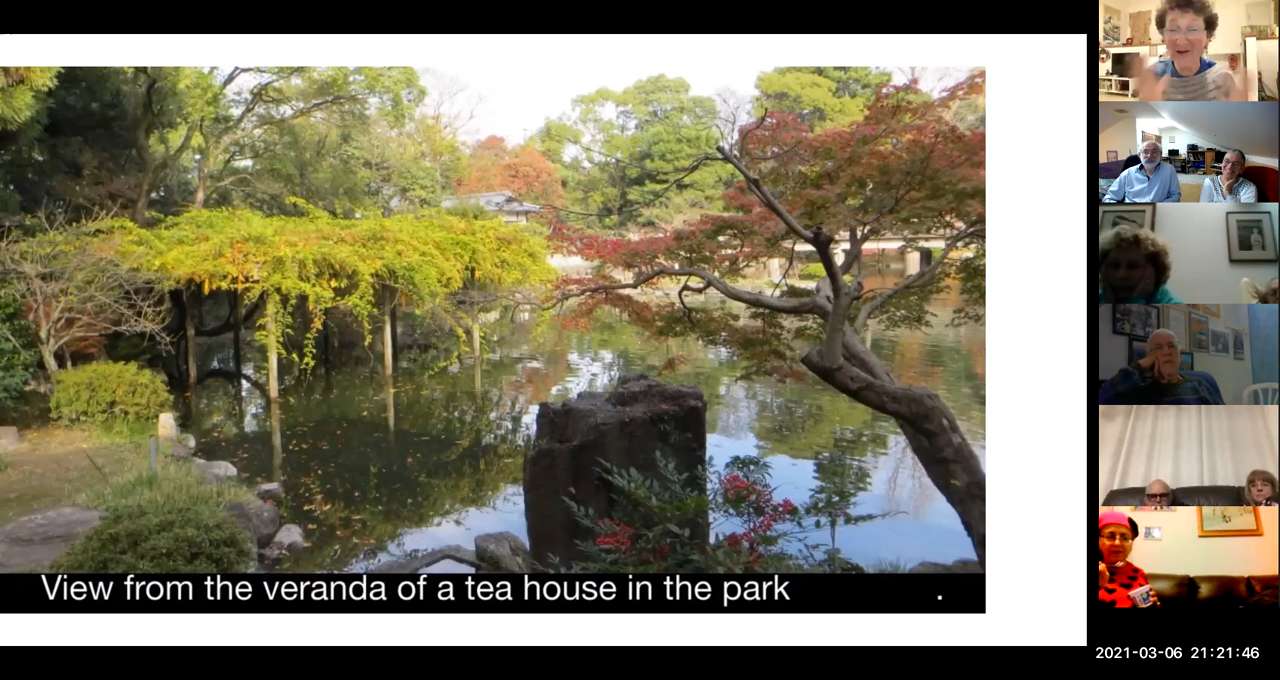 View from the veranda of a tea house in the park .
2021-03-06 21:21:46